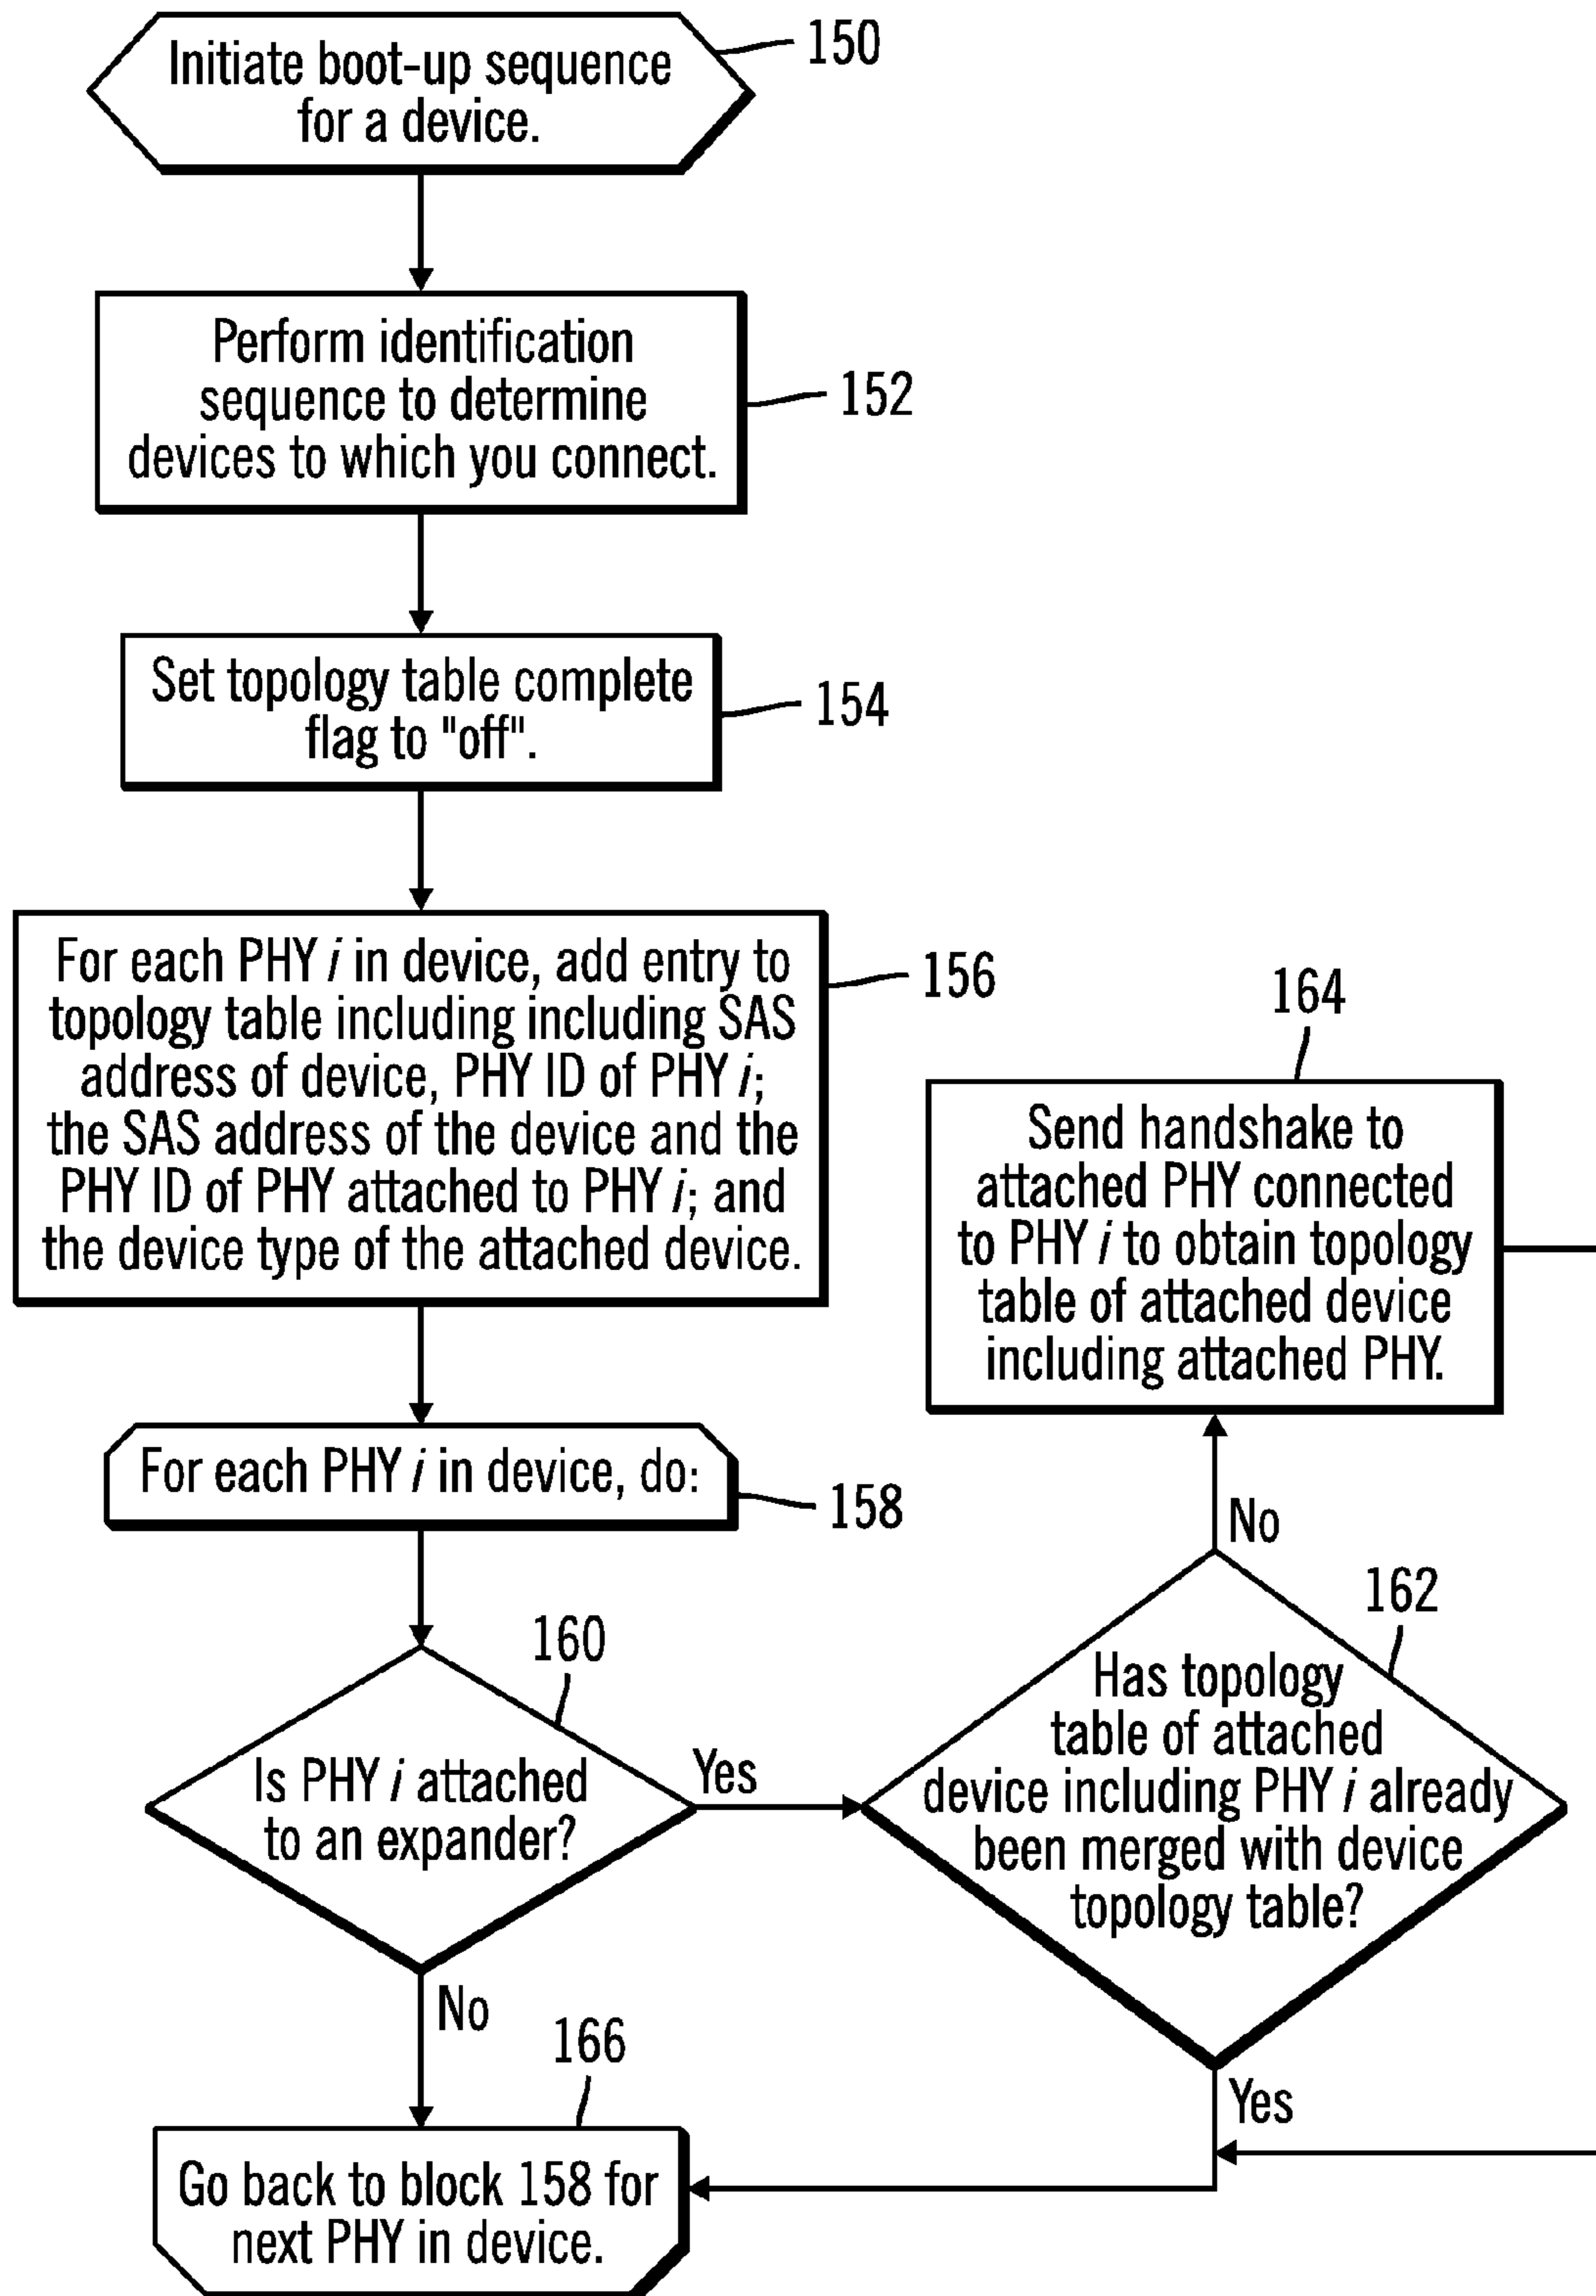 Initiate boot-up sequence
for a device.
150
Perform identification
sequence to determine
devices to which you connect.
152
Set topology table complete
flag to "off".
154
For each PHY i in device, add entry to
topology table including including SAS
address of device, PHY ID of PHY i;
the SAS address of the device and the
PHY ID of PHY attached to PHY i; and
the device type of the attached device.
156
For each PHY i in device, do:
158
160
Is PHY i attached
to an expander?
Yes
No
162
Has topology
table of attached
device including PHY i already
been merged with device
topology table?
No
Yes
164
Send handshake to
attached PHY connected
to PHY i to obtain topology
table of attached device
including attached PHY.
166
Go back to block 158 for
next PHY in device.